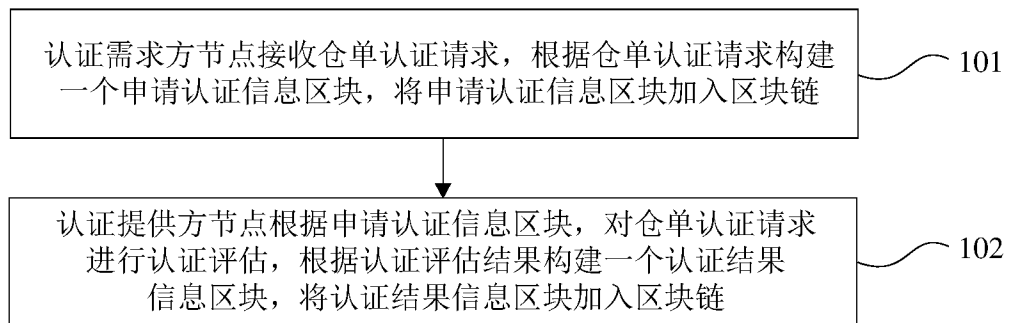 认证需求方节点接收仓单认证请求，根据仓单认证请求构建
一个申请认证信息区块，将申请认证信息区块加入区块链
101
认证提供方节点根据申请认证信息区块，对仓单认证请求
进行认证评估，根据认证评估结果构建一个认证结果
信息区块，将认证结果信息区块加入区块链
102